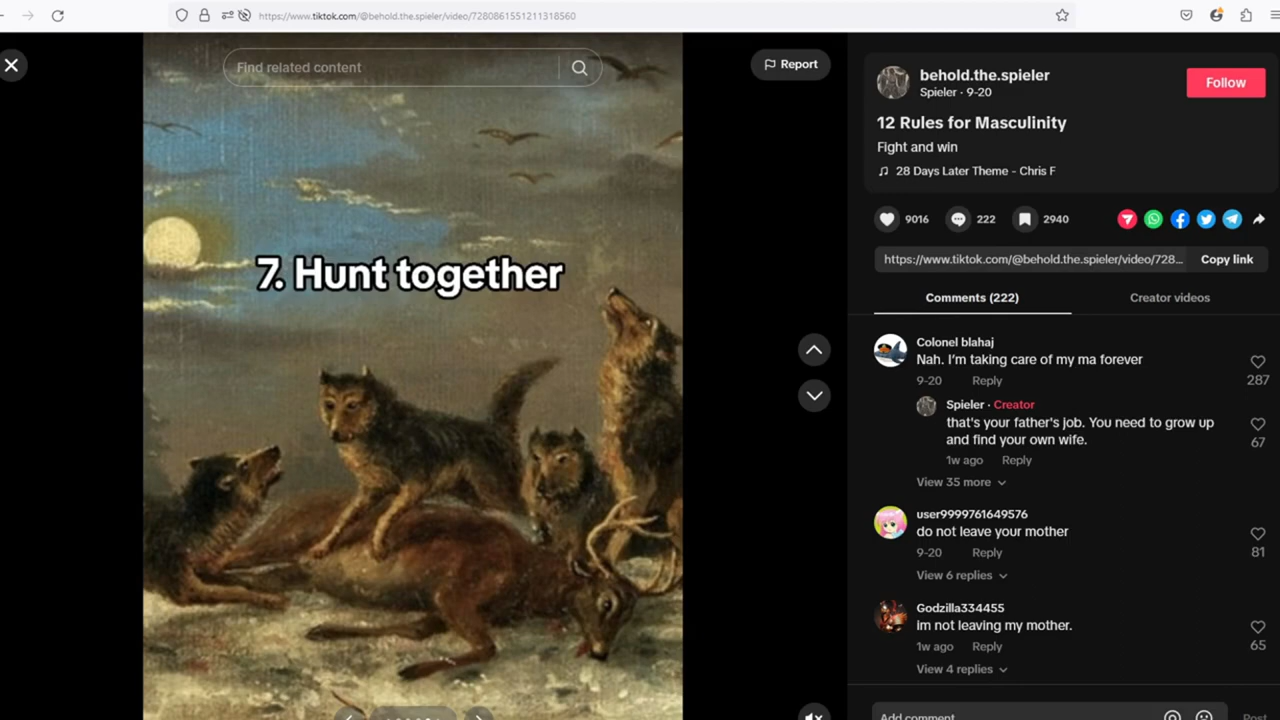 https://www.tiktok.com/@behold.the.spieler/video/7280861551211318560
Find related content
Report
7. Hunt together
behold.the.spieler
Spieler · 9-20
Follow
12 Rules for Masculinity
Fight and win
28 Days Later Theme - Chris F
9016
222
2940
https://www.tiktok.com/@behold.the.spieler/video/728...
Copy link
Comments (222)
Creator videos
Colonel blahaj
Nah. I'm taking care of my ma forever
9-20 Reply
287
Spieler · Creator
that's your father's job. You need to grow up
and find your own wife.
67
1w ago Reply
View 35 more
user9999761649576
do not leave your mother
9-20 Reply
81
View 6 replies
Godzilla334455
im not leaving my mother.
1w ago Reply
65
View 4 replies
Add comment...
Post